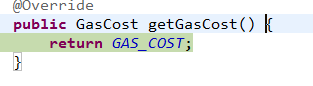 @Override
public GasCost getGasCost() {
    return GAS_COST;
}